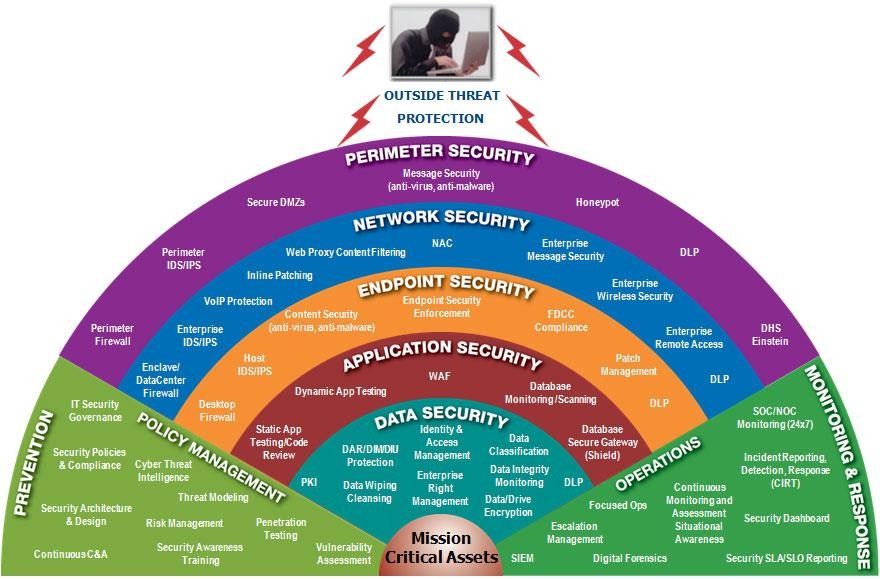 OUTSIDE THREAT
PROTECTION
PERIMETER SECURITY
Message Security
(anti-virus, anti-malware)
Secure DMZs
Honeypot
Perimeter
IDS/IPS
DLP
Perimeter
Firewall
DHS
Einstein
NETWORK SECURITY
NAC
Web Proxy Content Filtering
Enterprise
Message Security
Inline Patching
Enterprise
Wireless Security
VoIP Protection
Enterprise
IDS/IPS
Enterprise
Remote Access
Enclave/
DataCenter
Firewall
DLP
ENDPOINT SECURITY
Endpoint Security
Enforcement
Content Security
(anti-virus, anti-malware)
FDCC
Compliance
Host
IDS/IPS
Patch
Management
Desktop
Firewall
DLP
APPLICATION SECURITY
WAF
Dynamic App Testing
Database
Monitoring/Scanning
Static App
Testing/Code
Review
Database
Secure Gateway
(Shield)
DATA SECURITY
Identity &
Access
Management
DAR/DIM/DIU
Protection
Data
Classification
PKI
Data Wiping
Cleansing
Enterprise
Right
Management
Data Integrity
Monitoring
DLP
Data/Drive
Encryption
Mission
Critical Assets
PREVENTION
POLICY MANAGEMENT
IT Security
Governance
Security Policies
& Compliance
Cyber Threat
Intelligence
Security Architecture
& Design
Threat Modeling
Risk Management
Penetration
Testing
Continuous C&A
Security Awareness
Training
Vulnerability
Assessment
MONITORING & RESPONSE
OPERATIONS
SOC/NOC
Monitoring (24x7)
Incident Reporting,
Detection, Response
(CIRT)
Focused Ops
Continuous
Monitoring and
Assessment
Situational
Awareness
Security Dashboard
Escalation
Management
SIEM
Digital Forensics
Security SLA/SLO Reporting